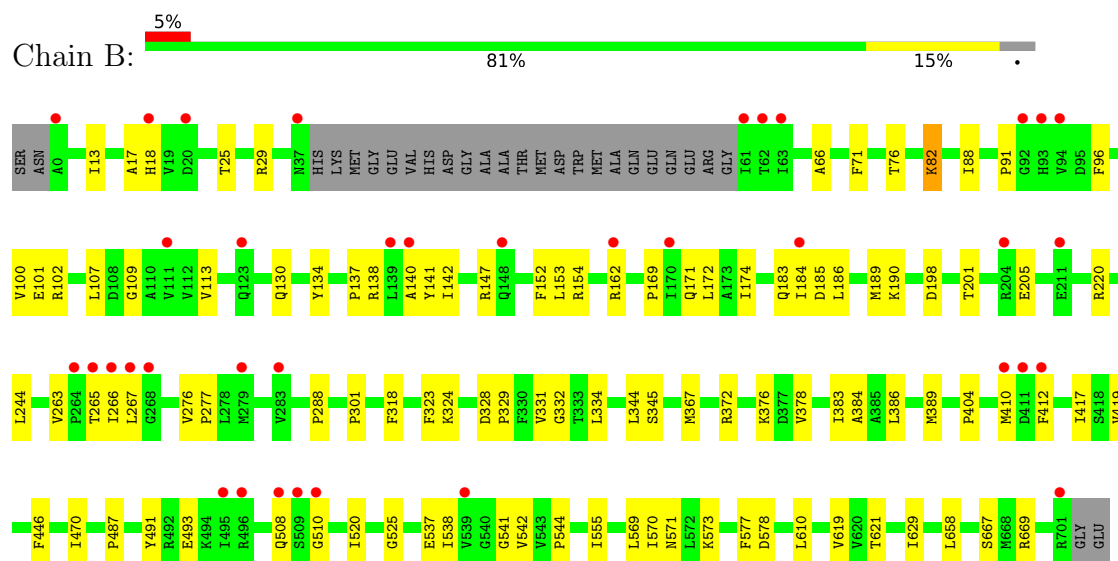 5%
Chain B:
81% 15% •
SER ASN A0 I13 A17 H18 V19 D20 T25 R29 N37 HIS LYS MET GLY GLU VAL HIS ASP GLY ALA ALA THR MET ASP TRP MET ALA GLN GLU GLN GLU ARG GLY I61 T62 I63 A66 F71 T76 K82 I88 P91 G92 H93 V94 D95 F96
V100 E101 R102 L107 D108 G109 A110 V111 V112 V113 Q123 Q130 Y134 P137 R138 L139 A140 Y141 I142 R147 Q148 F152 L153 R154 R162 P169 I170 Q171 L172 A173 I174 Q183 I184 D185 L186 M189 K190 D198 T201 R204 E205 E211 R220
L244 V263 P264 T265 I266 L267 G268 V276 P277 L278 M279 V283 P288 P301 F318 F323 K324 D328 P329 F330 V331 G332 T333 L334 L344 S345 M367 R372 K376 D377 V378 I383 A384 A385 L386 M389 P404 M410 D411 F412 I417 S418 V419
F446 I470 P487 Y491 R492 E493 K494 I495 R496 Q508 S509 G510 I520 G525 E537 I538 V539 G540 G541 V542 V543 P544 I555 L569 I570 N571 L572 K573 F577 D578 L610 V619 V620 T621 I629 L658 S667 M668 R669 R701 GLY GLU